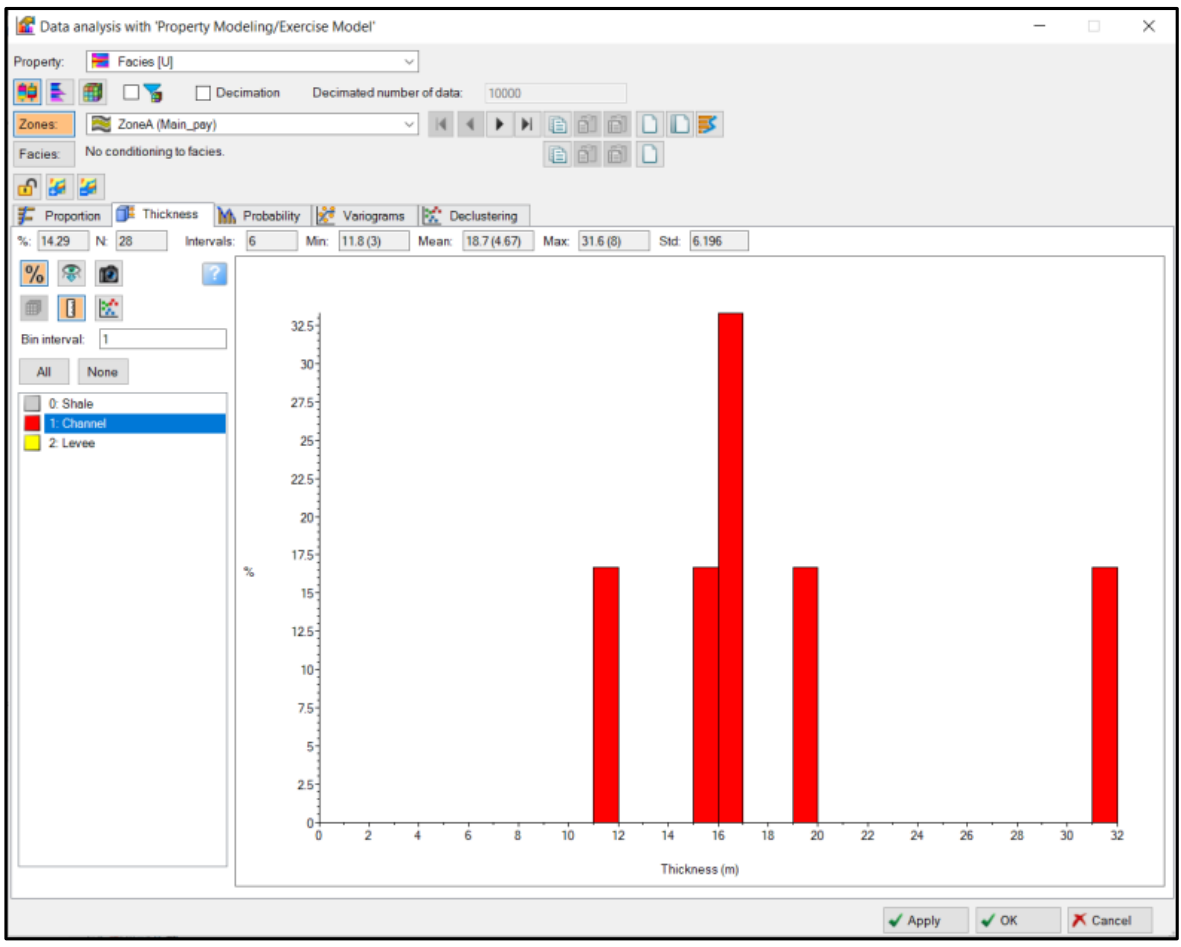 Data analysis with 'Property Modeling/Exercise Model'
Property: Facies [U]
Decimation Decimated number of data: 10000
Zones: ZoneA (Main_pay)
Facies: No conditioning to facies.
Proportion Thickness Probability Variograms Declustering
%: 14.29 N: 28 Intervals: 6 Min: 11.8 (3) Mean: 18.7 (4.67) Max: 31.6 (8) Std: 6.196
% ?
Bin interval: 1
All None
0: Shale
1: Channel
2: Levee
32.5
30
27.5
25
22.5
20
17.5
%
15
12.5
10
7.5
5
2.5
0
0 2 4 6 8 10 12 14 16 18 20 22 24 26 28 30 32
Thickness (m)
Apply OK Cancel